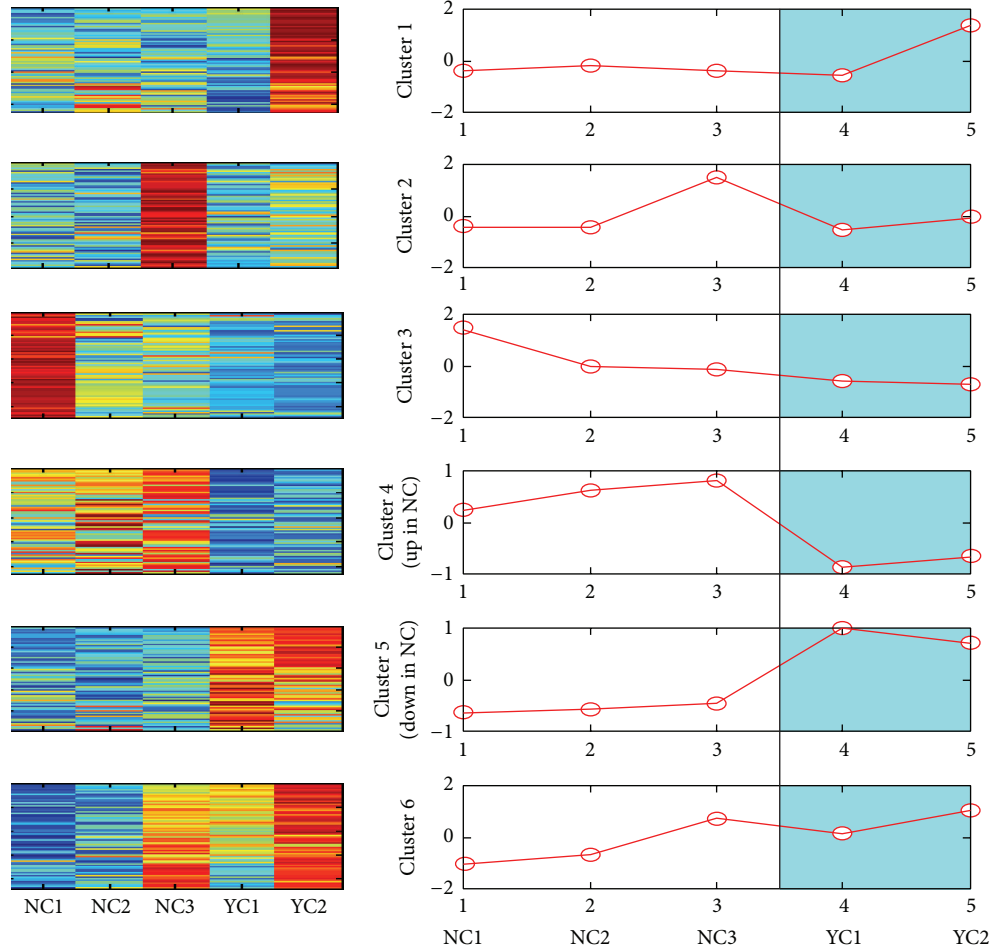 Cluster 1
2
0
−2
1 2 3 4 5
Cluster 2
2
0
−2
1 2 3 4 5
Cluster 3
2
0
−2
1 2 3 4 5
Cluster 4
(up in NC)
1
0
−1
1 2 3 4 5
Cluster 5
(down in NC)
1
0
−1
1 2 3 4 5
Cluster 6
2
0
−2
1 2 3 4 5
NC1 NC2 NC3 YC1 YC2
NC1 NC2 NC3 YC1 YC2